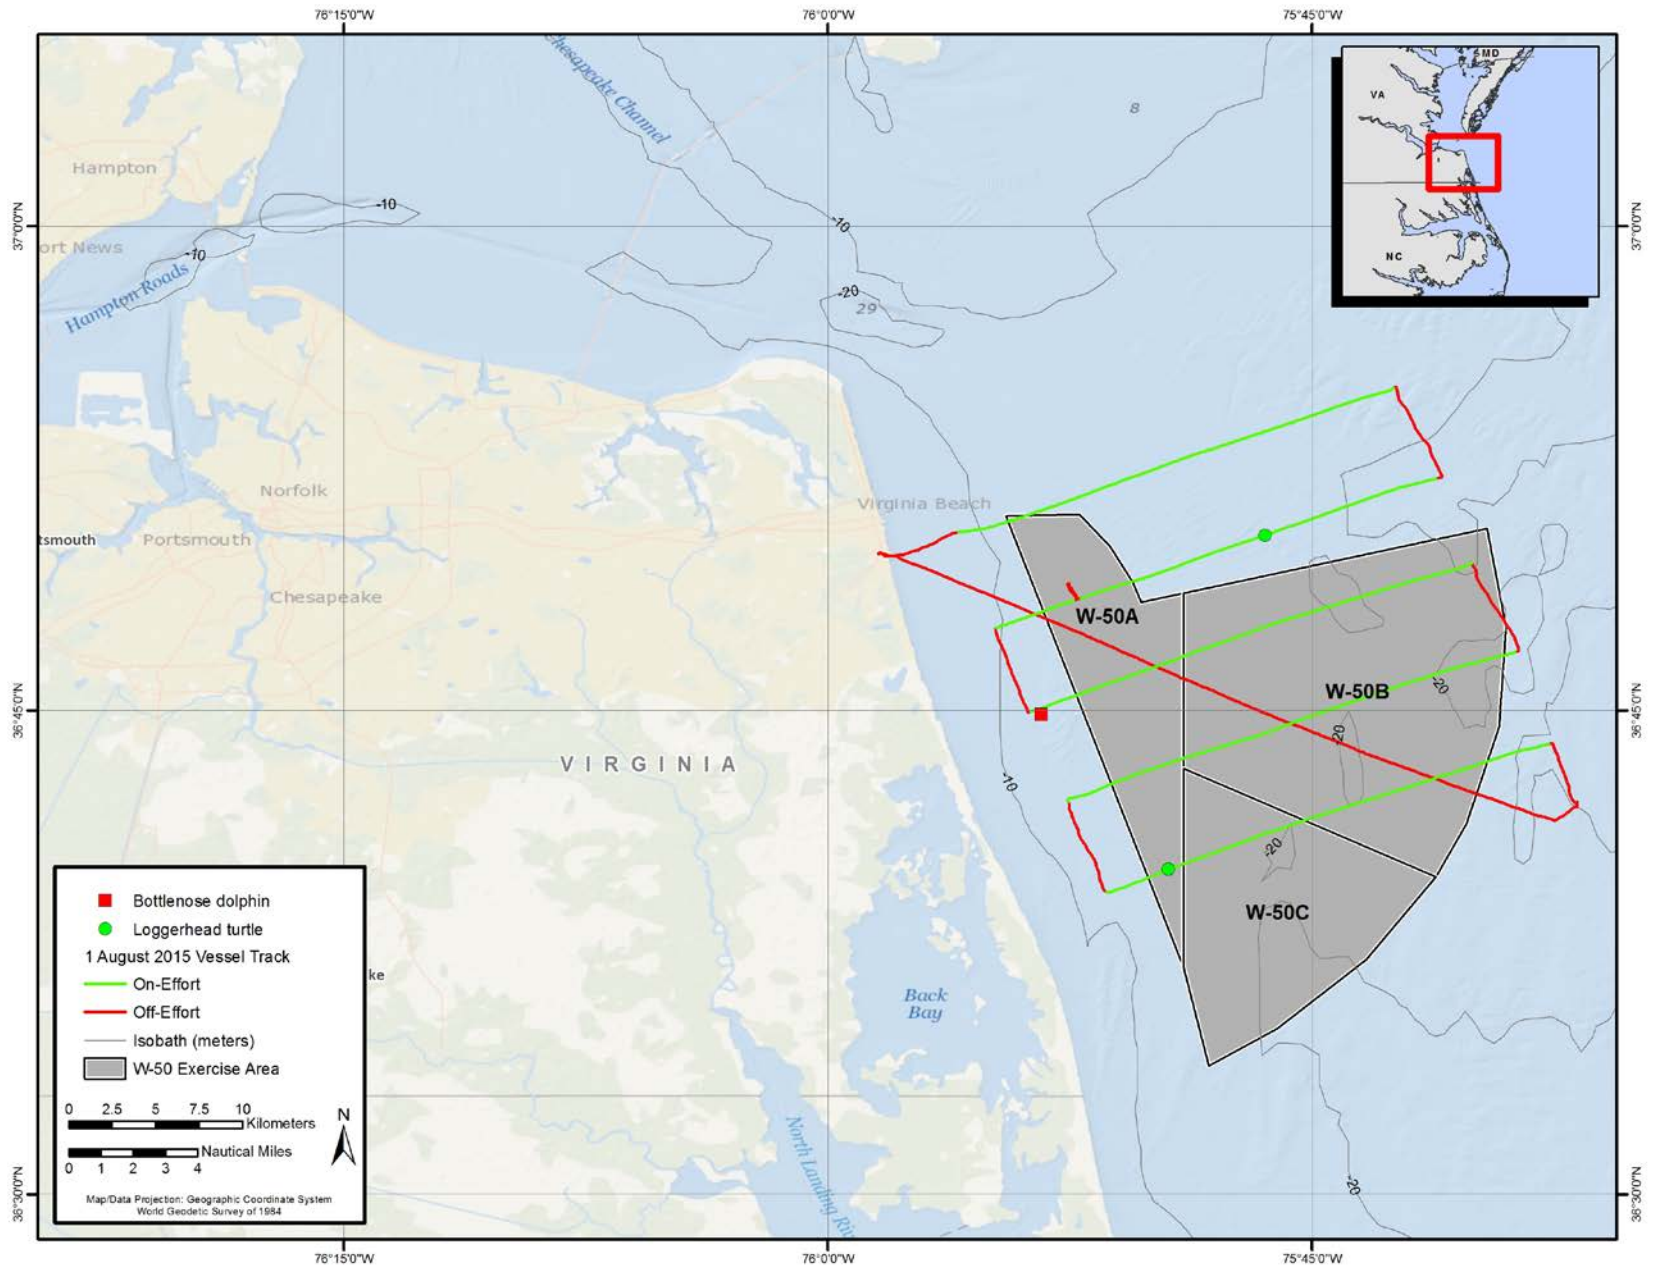 76°15'0"W
76°0'0"W
75°45'0"W
Chesapeake Channel
8
MD
VA
NC
Hampton
-10
37°0'0"N
-10
37°0'0"N
ort News
-10
Hampton Roads
-20
29
Norfolk
Virginia Beach
tsmouth
Portsmouth
Chesapeake
W-50A
W-50B
-20
36°45'0"N
36°45'0"N
-20
VIRGINIA
-10
-20
W-50C
Bottlenose dolphin
Loggerhead turtle
1 August 2015 Vessel Track
ke
On-Effort
Back
Bay
Off-Effort
Isobath (meters)
W-50 Exercise Area
0 2.5 5 7.5 10
Kilometers
N
Nautical Miles
0 1 2 3 4
North Landing Riv
Map/Data Projection: Geographic Coordinate System
World Geodetic Survey of 1984
36°30'0"N
-20
36°30'0"N
76°15'0"W
76°0'0"W
75°45'0"W